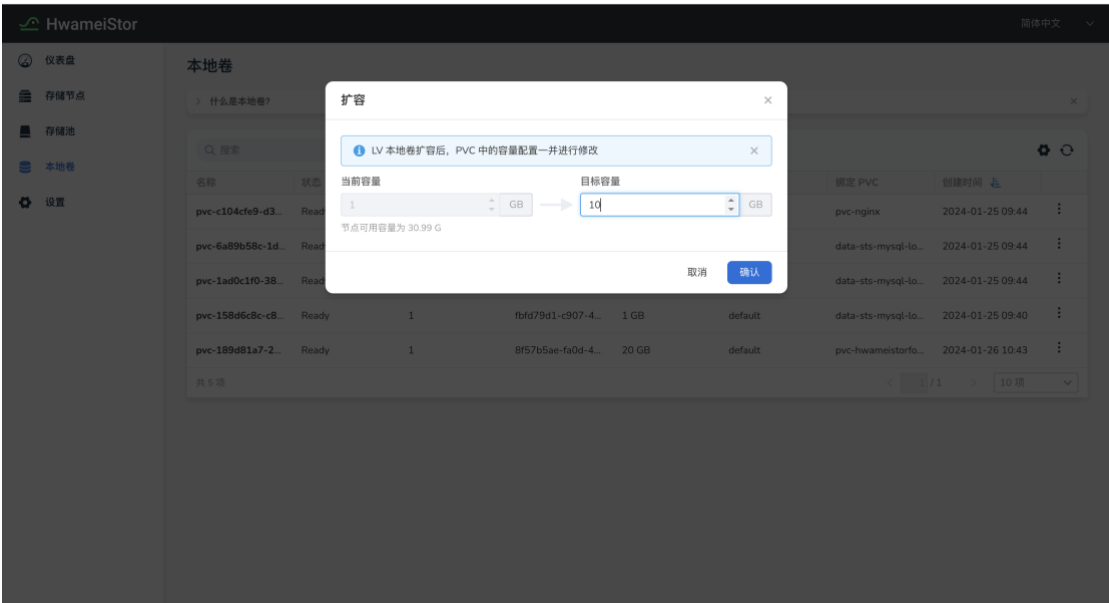 HwameiStor
简体中文
仪表盘
存储节点
存储池
本地卷
设置
本地卷
什么是本地卷?
搜索
扩容
LV 本地卷扩容后，PVC 中的容量配置一并进行修改
当前容量 目标容量
1 GB 10 GB
节点可用容量为 30.99 G
取消 确认
名称 状态 绑定 PVC 创建时间
pvc-c104cfe9-d3... Read pvc-nginx 2024-01-25 09:44
pvc-6a89b58c-1d... Read data-sts-mysql-lo... 2024-01-25 09:44
pvc-1ad0c1f0-38... Read data-sts-mysql-lo... 2024-01-25 09:44
pvc-158d6c8c-c8... Ready 1 fbfd79d1-c907-4... 1 GB default data-sts-mysql-lo... 2024-01-25 09:40
pvc-189d81a7-2... Ready 1 8f57b5ae-fa0d-4... 20 GB default pvc-hwameistorfo... 2024-01-26 10:43
共 5 项 / 1 10 项